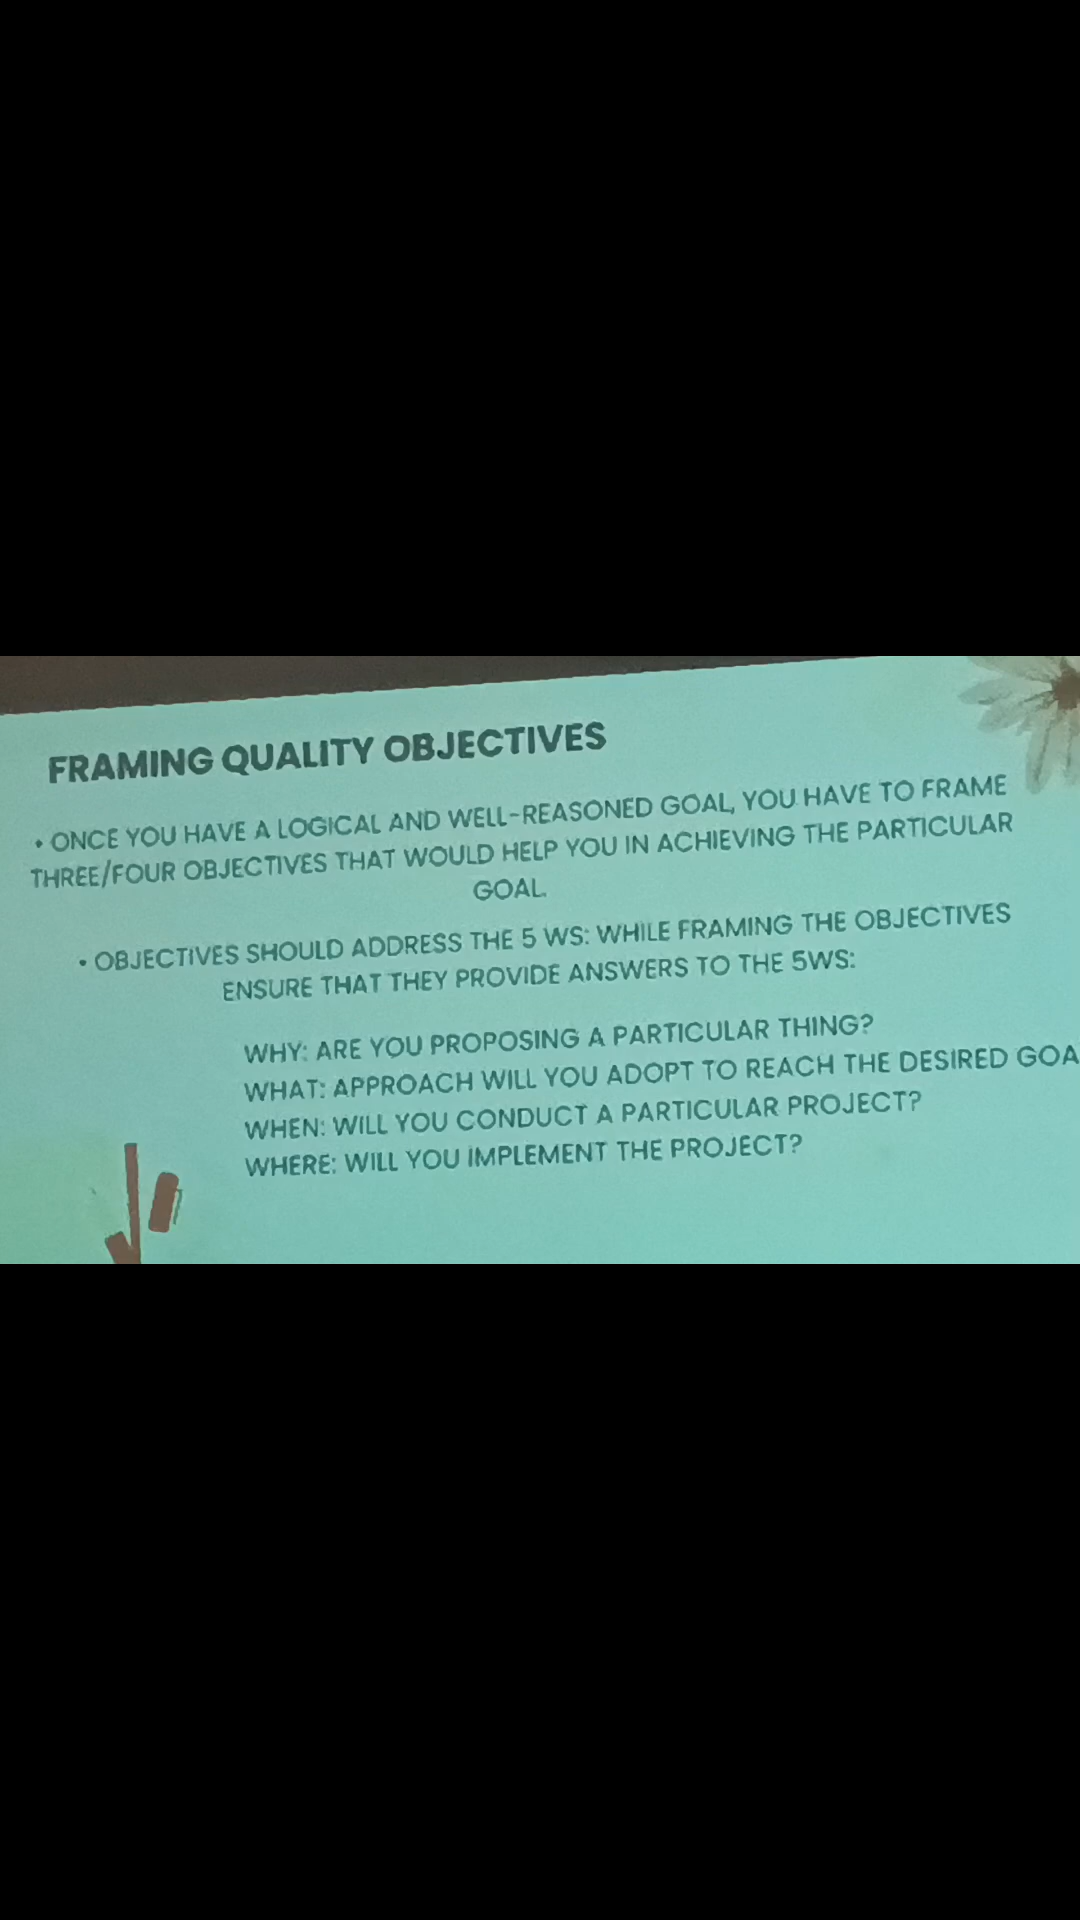 FRAMING QUALITY OBJECTIVES
• ONCE YOU HAVE A LOGICAL AND WELL-REASONED GOAL, YOU HAVE TO FRAME
THREE/FOUR OBJECTIVES THAT WOULD HELP YOU IN ACHIEVING THE PARTICULAR
GOAL.
• OBJECTIVES SHOULD ADDRESS THE 5 WS: WHILE FRAMING THE OBJECTIVES
ENSURE THAT THEY PROVIDE ANSWERS TO THE 5WS:
WHY: ARE YOU PROPOSING A PARTICULAR THING?
WHAT: APPROACH WILL YOU ADOPT TO REACH THE DESIRED GOA
WHEN: WILL YOU CONDUCT A PARTICULAR PROJECT?
WHERE: WILL YOU IMPLEMENT THE PROJECT?